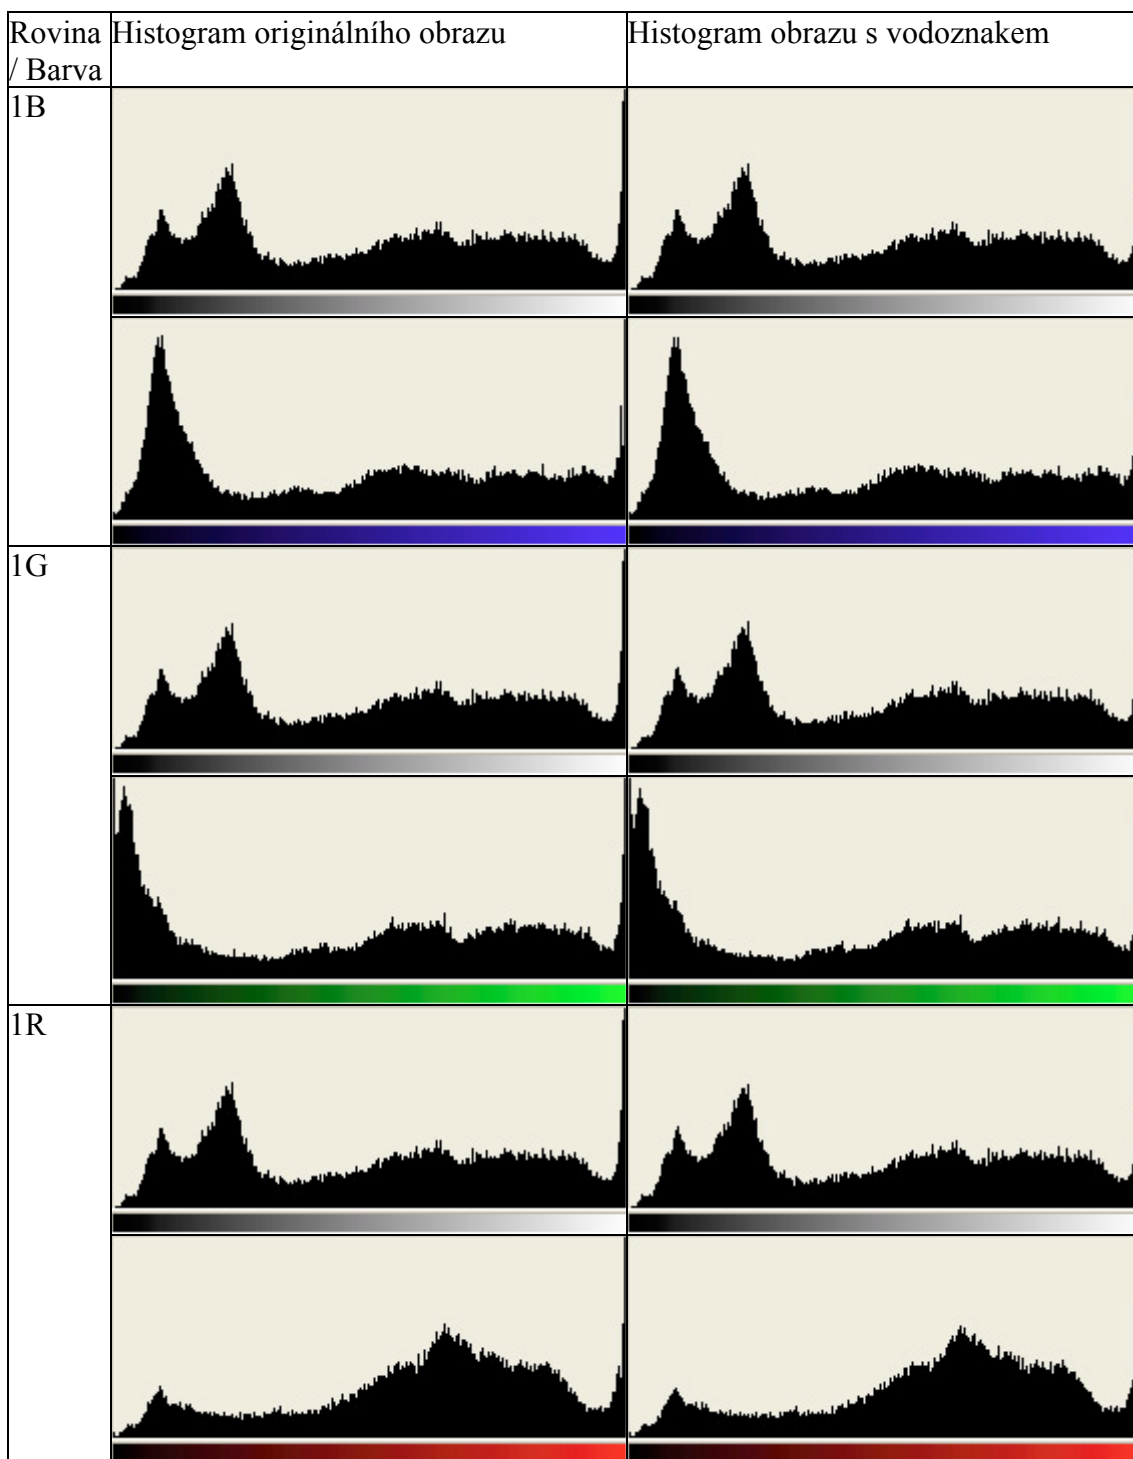 Rovina / Barva
Histogram originálního obrazu
Histogram obrazu s vodoznakem
1B
1G
1R